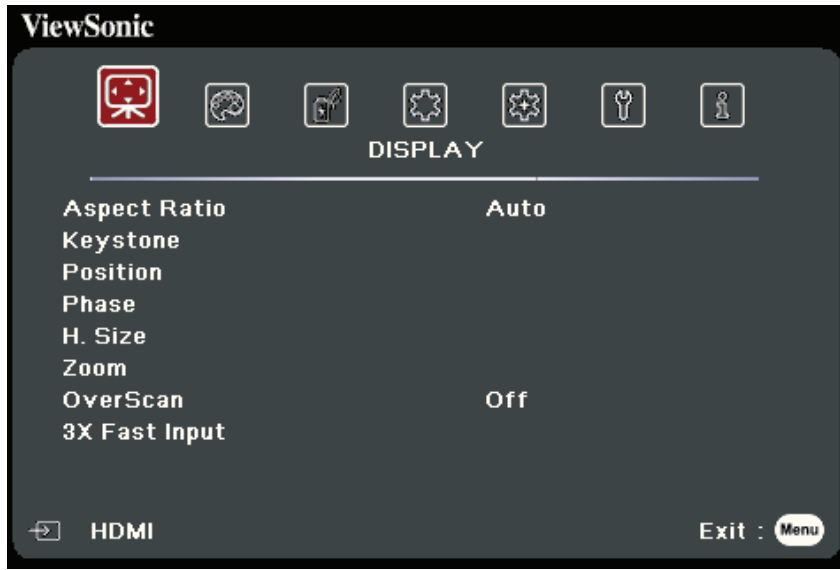 ViewSonic
DISPLAY
Aspect Ratio Auto
Keystone
Position
Phase
H. Size
Zoom
OverScan Off
3X Fast Input
HDMI Exit : Menu